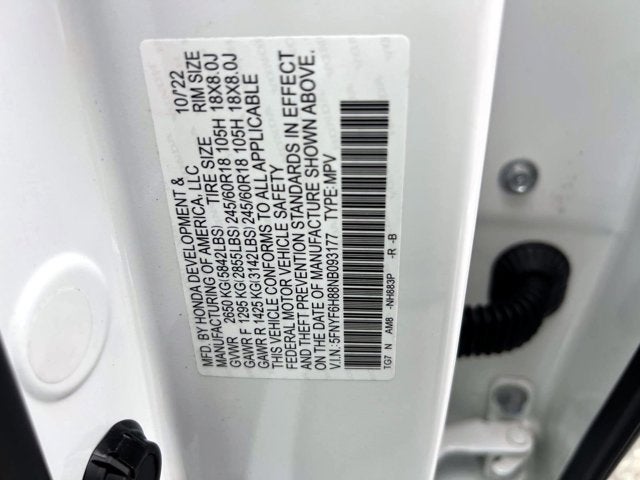 MFD. BY HONDA DEVELOPMENT & 10/22
MANUFACTURING OF AMERICA, LLC
TIRE SIZE RIM SIZE
GVWR 2650 KG(5842LBS)
GAWR F 1295 KG(2855LBS) 245/60R18 105H 18X8.0J
GAWR R 1425 KG(3142LBS) 245/60R18 105H 18X8.0J
THIS VEHICLE CONFORMS TO ALL APPLICABLE
FEDERAL MOTOR VEHICLE SAFETY
AND THEFT PREVENTION STANDARDS IN EFFECT
ON THE DATE OF MANUFACTURE SHOWN ABOVE.
V.I.N.: 5FNYF6H88NB093177 TYPE: MPV
TG7 N AM8 -NH883P -R -B